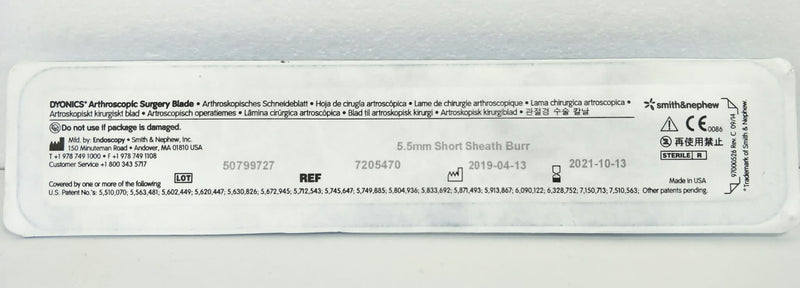 DYONICS® Arthroscopic Surgery Blade • Arthroskopisches Schneideblatt • Hoja de cirugía artroscópica • Lame de chirurgie arthroscopique • Lama chirurgica artroscopica •
Artroskopiskt kirurgiskt blad • Artroscopisch operatiemes • Lâmina cirúrgica artroscópica • Blad til artroskopisk kirurgi • Artroskopisk kirurgiblad • 관절경 수술 칼날
smith&nephew
Do not use if package is damaged.
0086
Mfd. by: Endoscopy • Smith & Nephew, Inc.
150 Minuteman Road • Andover, MA 01810 USA
T +1 978 749 1000 • F +1 978 749 1108
Customer Service +1 800 343 5717
5.5mm Short Sheath Burr
再使用禁止
STERILE R
LOT 50799727 REF 7205470 2019-04-13 2021-10-13
Made in USA
Covered by one or more of the following
U.S. Patent No.'s: 5,510,070; 5,563,481; 5,602,449; 5,620,447; 5,630,826; 5,672,945; 5,712,543; 5,745,647; 5,749,885; 5,804,936; 5,833,692; 5,871,493; 5,913,867; 6,090,122; 6,328,752; 7,150,713; 7,510,563; Other patents pending.
97000526 Rev. C 09/14
*Trademark of Smith & Nephew